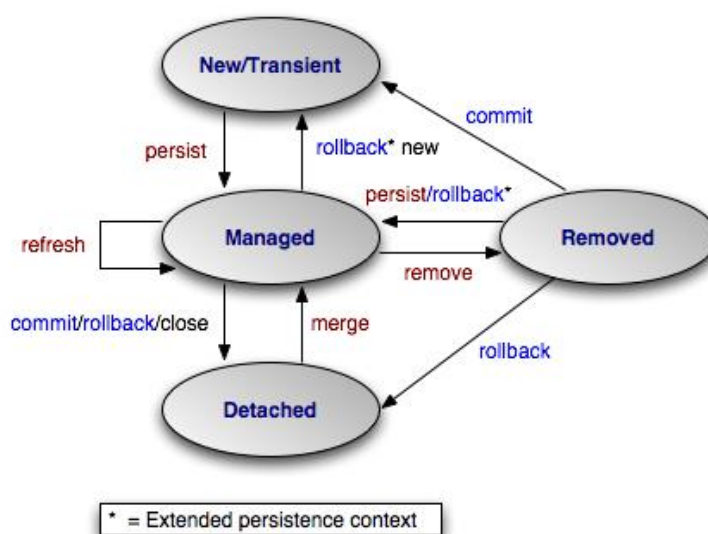 New/Transient
commit
persist
rollback* new
persist/rollback*
refresh
Managed
Removed
remove
commit/rollback/close
merge
rollback
Detached
* = Extended persistence context